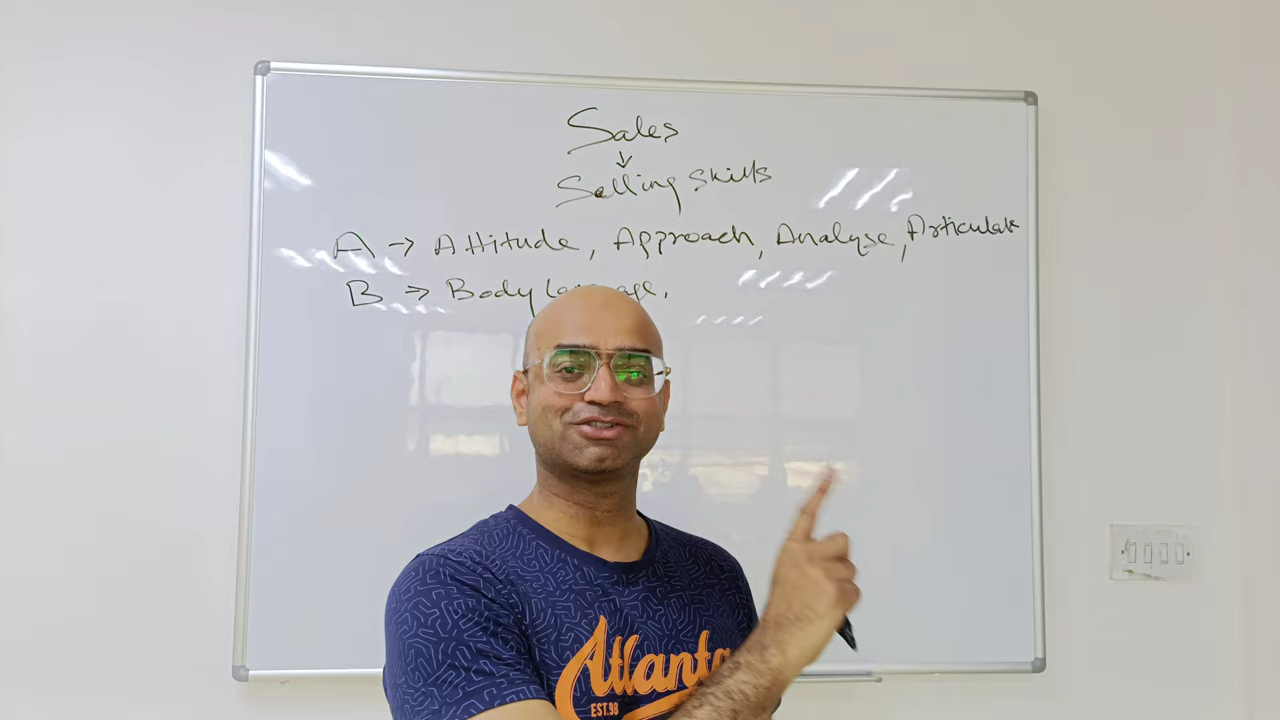 Sales
↓
Selling skills
A → Attitude, Approach, Analyse, Articulate
B → Body
Atlanta
EST.98